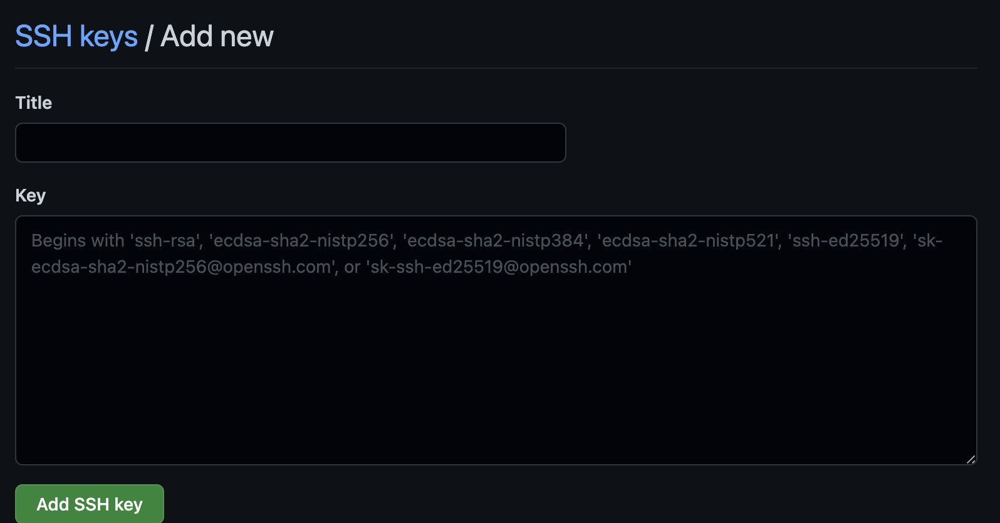 SSH keys / Add new
Title
Key
Begins with 'ssh-rsa', 'ecdsa-sha2-nistp256', 'ecdsa-sha2-nistp384', 'ecdsa-sha2-nistp521', 'ssh-ed25519', 'sk-
ecdsa-sha2-nistp256@openssh.com', or 'sk-ssh-ed25519@openssh.com'
Add SSH key